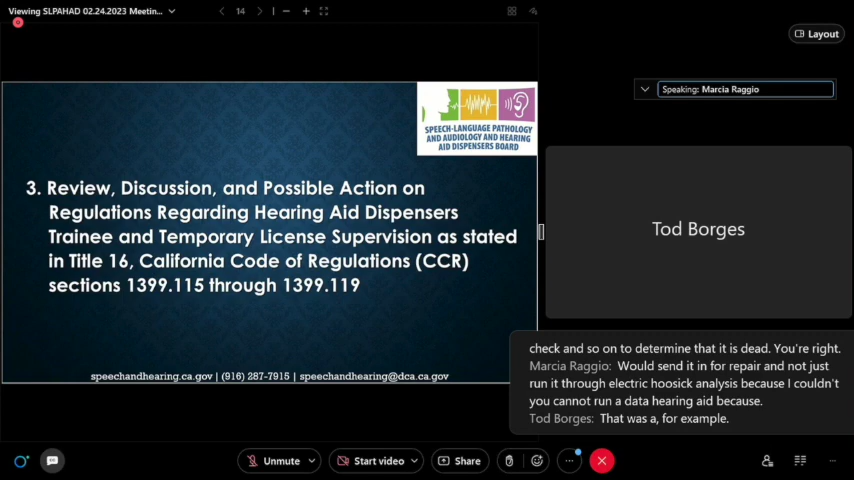 Viewing SLPAHAD 02.24.2023 Meetin...
14
Layout
Speaking: Marcia Raggio
SPEECH-LANGUAGE PATHOLOGY
AND AUDIOLOGY AND HEARING
AID DISPENSERS BOARD
3. Review, Discussion, and Possible Action on
Regulations Regarding Hearing Aid Dispensers
Trainee and Temporary License Supervision as stated
in Title 16, California Code of Regulations (CCR)
sections 1399.115 through 1399.119
speechandhearing.ca.gov | (916) 287-7915 | speechandhearing@dca.ca.gov
Tod Borges
check and so on to determine that it is dead. You're right.
Marcia Raggio: Would send it in for repair and not just
run it through electric hoosick analysis because I couldn't
you cannot run a data hearing aid because.
Tod Borges: That was a, for example.
Unmute
Start video
Share